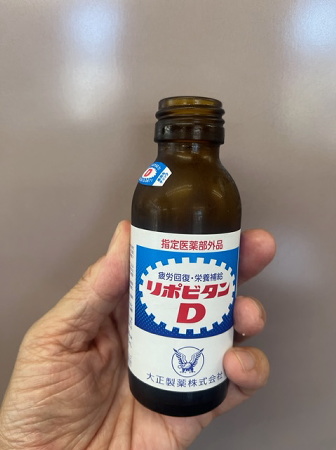 D
指定医薬部外品
疲労回復・栄養補給
リポビタン
D
大正製薬株式会社